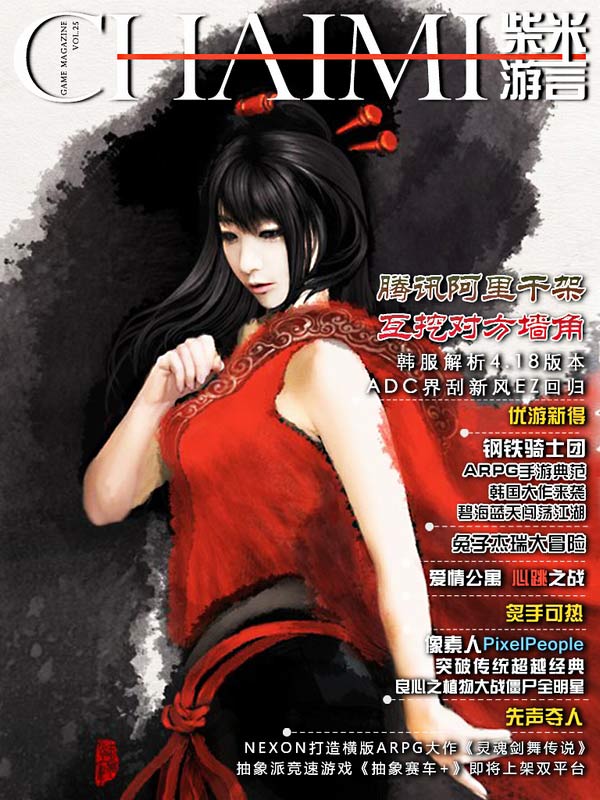 CHAIMI
GAME MAGAZINE
VOL.25
柴米
游言
腾讯阿里干架
互挖对方墙角
韩服解析4.18版本
ADC界刮新风EZ回归
优游新得
钢铁骑士团
ARPG手游典范
韩国大作来袭
碧海蓝天闯荡江湖
兔子杰瑞大冒险
爱情公寓 心跳之战
炙手可热
像素人PixelPeople
突破传统超越经典
良心之植物大战僵尸全明星
先声夺人
NEXON打造横版ARPG大作《灵魂剑舞传说》
抽象派竞速游戏《抽象赛车+》即将上架双平台